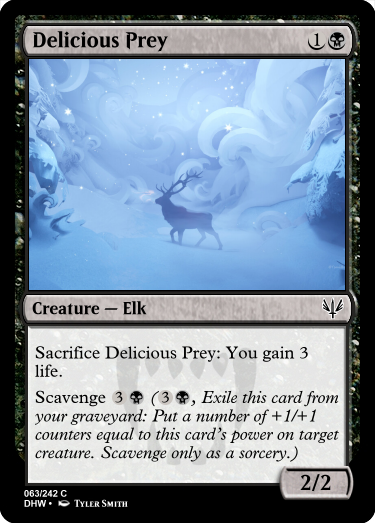 Delicious Prey 1
Creature — Elk
Sacrifice Delicious Prey: You gain 3
life.
Scavenge 3 (3, Exile this card from
your graveyard: Put a number of +1/+1
counters equal to this card's power on target
creature. Scavenge only as a sorcery.)
2/2
063/242 C
DHW • Tyler Smith